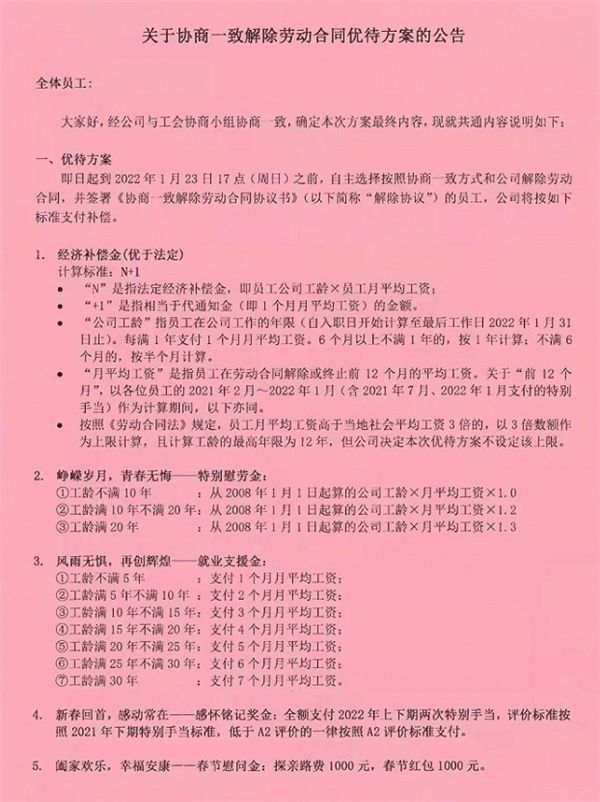 关于协商一致解除劳动合同优待方案的公告
全体员工:
大家好,经公司与工会协商小组协商一致,确定本次方案最终内容,现就共通内容说明如下:
一、优待方案
即日起到 2022 年 1 月 23 日 17 点（周日）之前,自主选择按照协商一致方式和公司解除劳动
合同,并签署《协商一致解除劳动合同协议书》（以下简称“解除协议”）的员工,公司将按如下
标准支付补偿。
1. 经济补偿金(优于法定)
计算标准: N+1
• “N”是指法定经济补偿金,即员工公司工龄×员工月平均工资;
• “+1”是指相当于代通知金（即 1 个月月平均工资）的金额。
• “公司工龄”指员工在公司工作的年限（自入职日开始计算至最后工作日 2022 年 1 月 31
日止）。每满 1 年支付 1 个月月平均工资。6 个月以上不满 1 年的,按 1 年计算; 不满 6
个月的,按半个月计算。
• “月平均工资”是指员工在劳动合同解除或终止前 12 个月的平均工资。关于“前 12 个
月”,以各位员工的 2021 年 2 月～2022 年 1 月（含 2021 年 7 月、2022 年 1 月支付的特别
手当）作为计算期间,以下亦同。
• 按照《劳动合同法》规定,员工月平均工资高于当地社会平均工资 3 倍的,以 3 倍数额作
为上限计算,且计算工龄的最高年限为 12 年,但公司决定本次优待方案不设定该上限。
2. 峥嵘岁月,青春无悔——特别慰劳金:
①工龄不满 10 年 : 从 2008 年 1 月 1 日起算的公司工龄×月平均工资×1.0
②工龄满 10 年不满 20 年: 从 2008 年 1 月 1 日起算的公司工龄×月平均工资×1.2
③工龄满 20 年 : 从 2008 年 1 月 1 日起算的公司工龄×月平均工资×1.3
3. 风雨无惧,再创辉煌——就业支援金:
①工龄不满 5 年 : 支付 1 个月月平均工资;
②工龄满 5 年不满 10 年 : 支付 2 个月月平均工资;
③工龄满 10 年不满 15 年: 支付 3 个月月平均工资;
④工龄满 15 年不满 20 年: 支付 4 个月月平均工资;
⑤工龄满 20 年不满 25 年: 支付 5 个月月平均工资;
⑥工龄满 25 年不满 30 年: 支付 6 个月月平均工资;
⑦工龄满 30 年 : 支付 7 个月月平均工资。
4. 新春回首,感动常在——感怀铭记奖金: 全额支付 2022 年上下期两次特别手当,评价标准按
照 2021 年下期特别手当标准,低于 A2 评价的一律按照 A2 评价标准支付。
5. 阖家欢乐,幸福安康——春节慰问金: 探亲路费 1000 元,春节红包 1000 元。